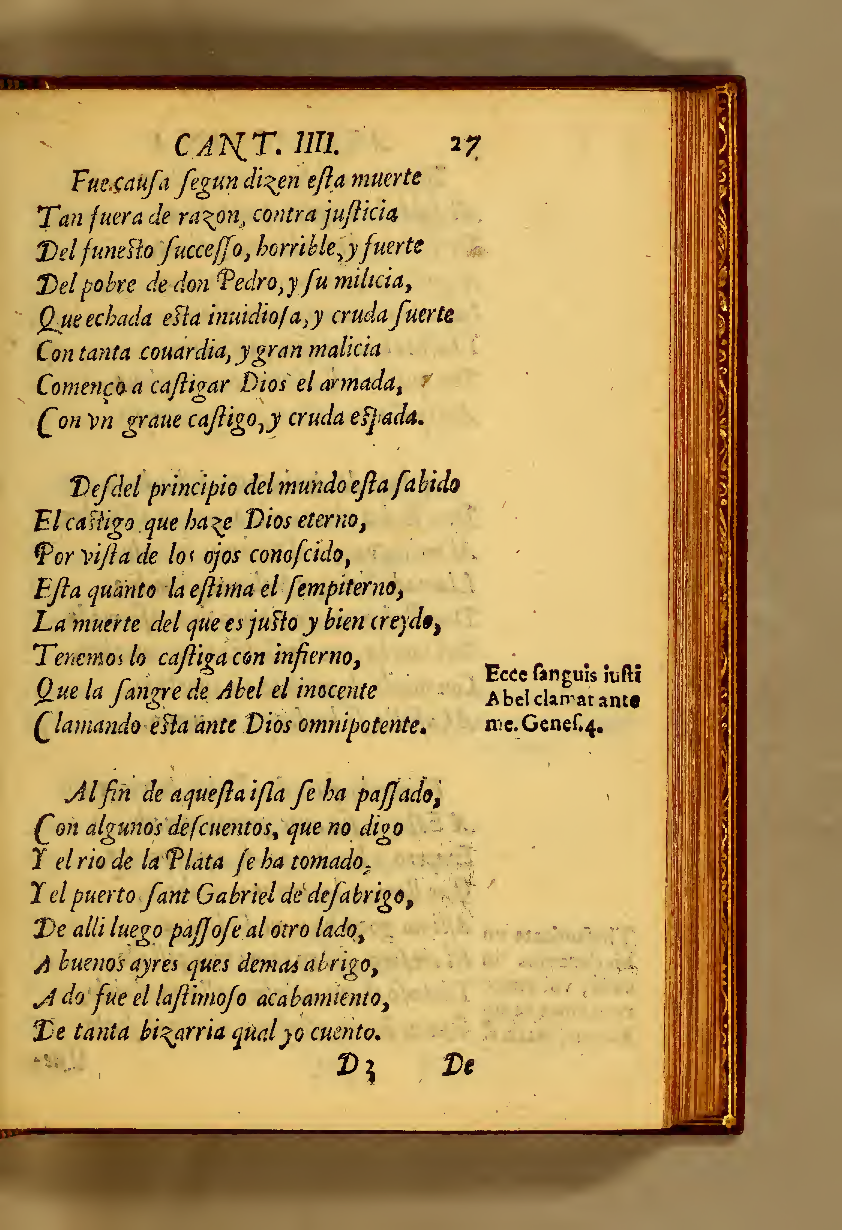 CANT. IIII. 27
Fue causa segun dizen esta muerte
Tan fuera de razon, contra justicia
Del funesto successo, horrible, y fuerte
Del pobre de don Pedro, y su milicia,
Que echada esta inuidiosa, y cruda suerte
Con tanta couardia, y gran malicia
Començo a castigar Dios el armada,
Con vn graue castigo, y cruda espada.

Desdel principio del mundo esta sabido
El castigo que haze Dios eterno,
Por vista de los ojos conoscido,
Esta quanto la estima el sempiterno,
La muerte del que es justo y bien creydo,
Tenemos lo castiga con infierno,
Que la sangre de Abel el inocente
Clamando esta ante Dios omnipotente.
Ecce sanguis iusti
Abel clamat ante
me. Genes. 4.

Al fin de aquesta isla se ha passado,
Con algunos descuentos, que no digo
Y el rio de la Plata se ha tomado,
Y el puerto sant Gabriel de desabrigo,
De alli luego passose al otro lado,
A buenos ayres ques de mas abrigo,
A do fue el lastimoso acabamiento,
De tanta bizarria qual yo cuento.
D3 De